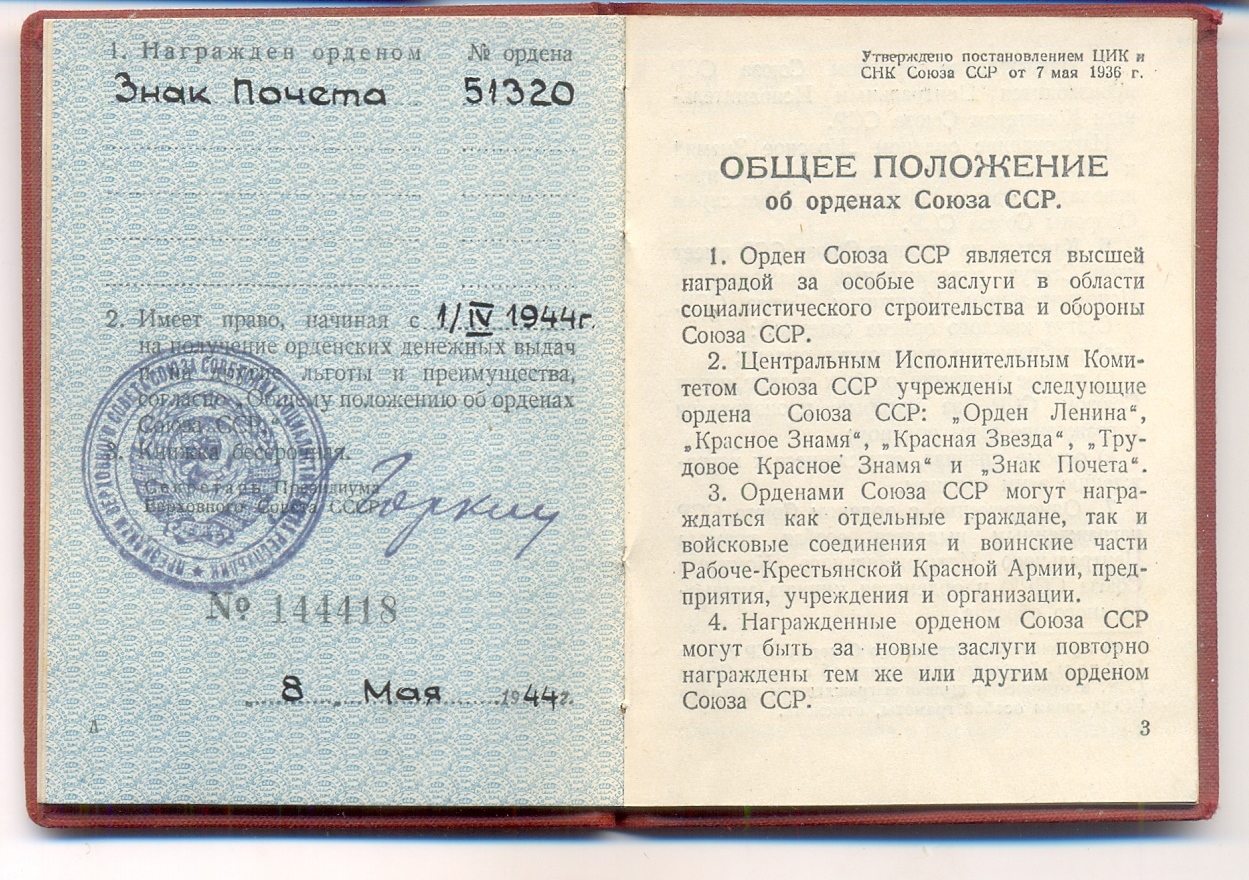 1. Награжден орденом № ордена
Знак Почета 51320
2. Имеет право, начиная с 1/IV 1944г.
на получение орденских денежных выдач
льготы и преимущества,
согласно „Общему положению об орденах
Союза ССР".
3. Книжка бессрочная.
Секретарь Президиума
Верховного Совета СССР
Горкин
№ 144418
8 Мая 1944г.
А
Утверждено постановлением ЦИК и
СНК Союза ССР от 7 мая 1936 г.
ОБЩЕЕ ПОЛОЖЕНИЕ
об орденах Союза ССР.
1. Орден Союза ССР является высшей
наградой за особые заслуги в области
социалистического строительства и обороны
Союза ССР.
2. Центральным Исполнительным Коми-
тетом Союза ССР учреждены следующие
ордена Союза ССР: „Орден Ленина“,
„Красное Знамя“, „Красная Звезда“, „Тру-
довое Красное Знамя“ и „Знак Почета“.
3. Орденами Союза ССР могут награ-
ждаться как отдельные граждане, так и
войсковые соединения и воинские части
Рабоче-Крестьянской Красной Армии, пред-
приятия, учреждения и организации.
4. Награжденные орденом Союза ССР
могут быть за новые заслуги повторно
награждены тем же или другим орденом
Союза ССР.
3